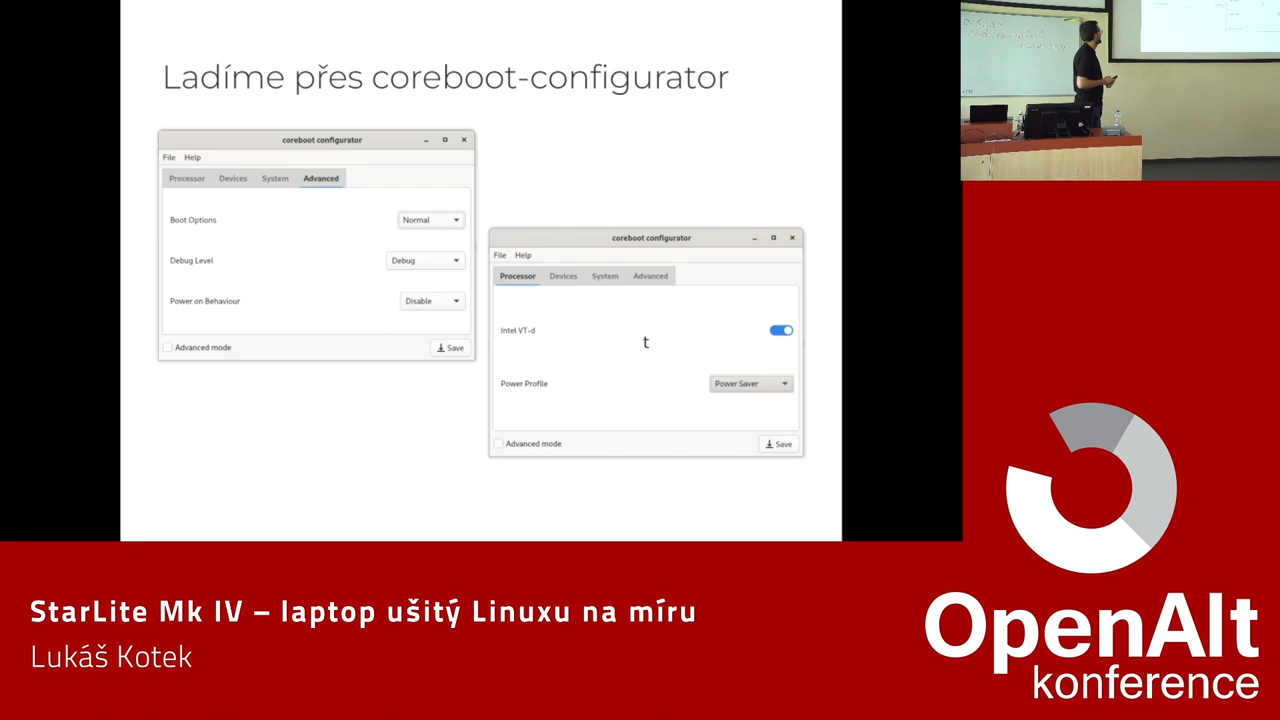 Ladíme přes coreboot-configurator
coreboot configurator
File Help
Processor Devices System Advanced
Boot Options Normal
Debug Level Debug
Power on Behaviour Disable
Advanced mode Save
coreboot configurator
File Help
Processor Devices System Advanced
Intel VT-d
t
Power Profile Power Saver
Advanced mode Save
StarLite Mk IV – laptop ušitý Linuxu na míru
Lukáš Kotek
OpenAlt
konference